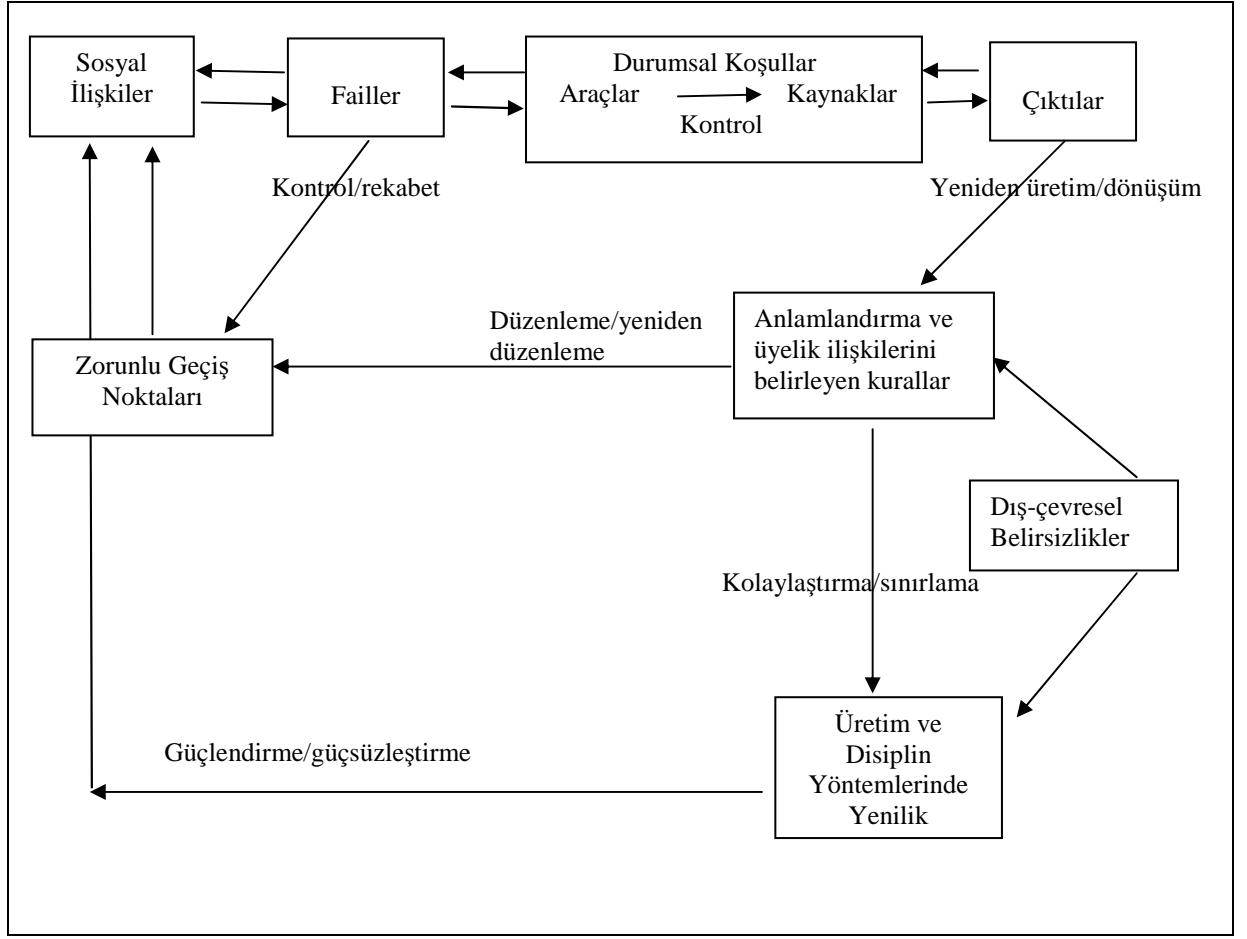 Sosyal
İlişkiler
Failler
Durumsal Koşullar
Araçlar Kaynaklar
Kontrol
Çıktılar
Kontrol/rekabet
Yeniden üretim/dönüşüm
Düzenleme/yeniden
düzenleme
Anlamlandırma ve
üyelik ilişkilerini
belirleyen kurallar
Zorunlu Geçiş
Noktaları
Dış-çevresel
Belirsizlikler
Kolaylaştırma/sınırlama
Üretim ve
Disiplin
Yöntemlerinde
Yenilik
Güçlendirme/güçsüzleştirme